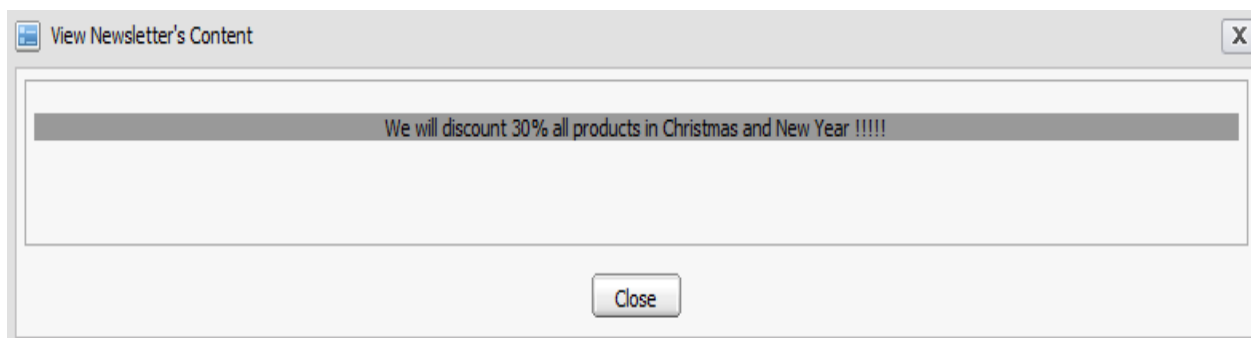 View Newsletter's Content
X
We will discount 30% all products in Christmas and New Year !!!!!
Close